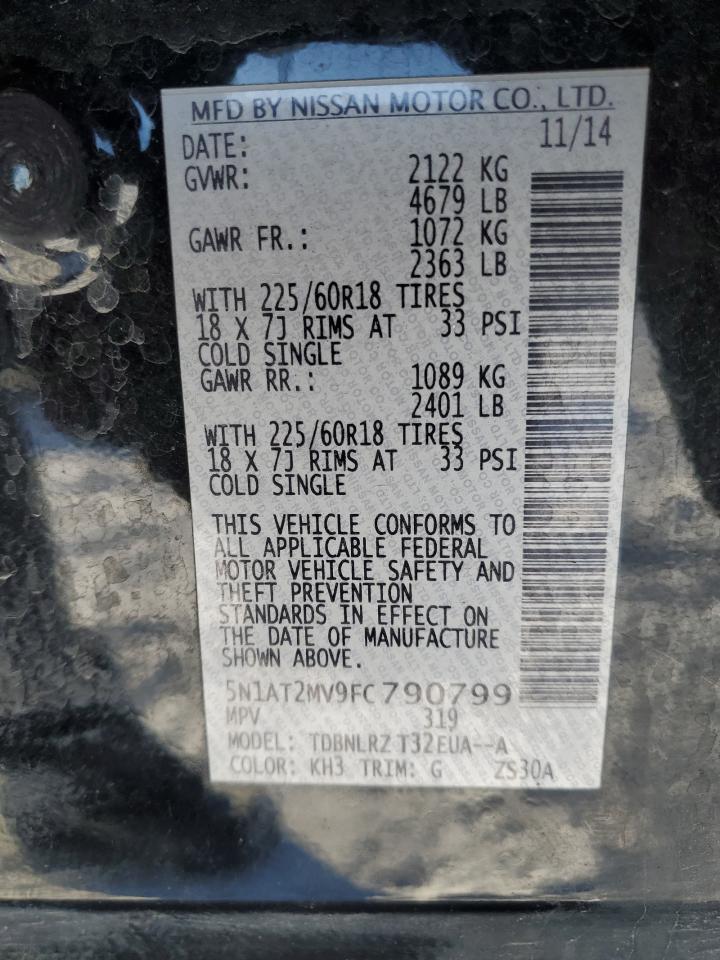 MFD BY NISSAN MOTOR CO., LTD.
DATE: 11/14
GVWR: 2122 KG
4679 LB
GAWR FR.: 1072 KG
2363 LB
WITH 225/60R18 TIRES
18 X 7J RIMS AT 33 PSI
COLD SINGLE
GAWR RR.: 1089 KG
2401 LB
WITH 225/60R18 TIRES
18 X 7J RIMS AT 33 PSI
COLD SINGLE
THIS VEHICLE CONFORMS TO
ALL APPLICABLE FEDERAL
MOTOR VEHICLE SAFETY AND
THEFT PREVENTION
STANDARDS IN EFFECT ON
THE DATE OF MANUFACTURE
SHOWN ABOVE.
5N1AT2MV9FC790799
MPV 319
MODEL: TDBNLRZ T32EUA--A
COLOR: KH3 TRIM: G ZS30A